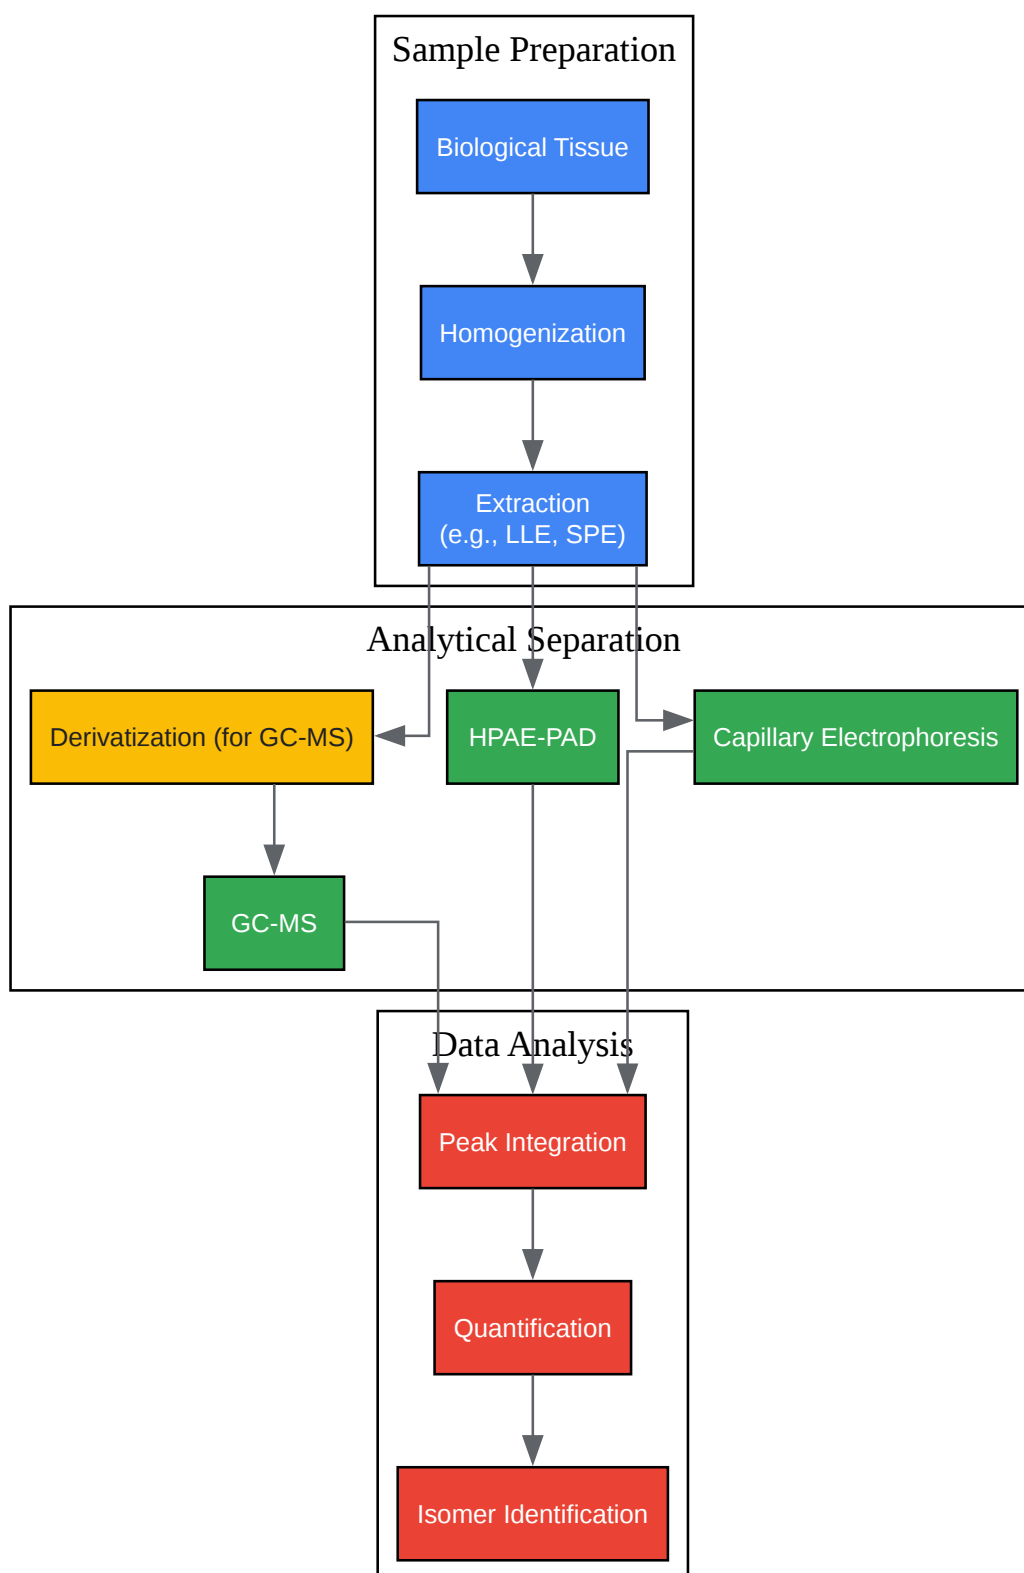 Sample Preparation
Biological Tissue
Homogenization
Extraction
(e.g., LLE, SPE)
Analytical Separation
Derivatization (for GC-MS)
HPAE-PAD
Capillary Electrophoresis
GC-MS
Data Analysis
Peak Integration
Quantification
Isomer Identification